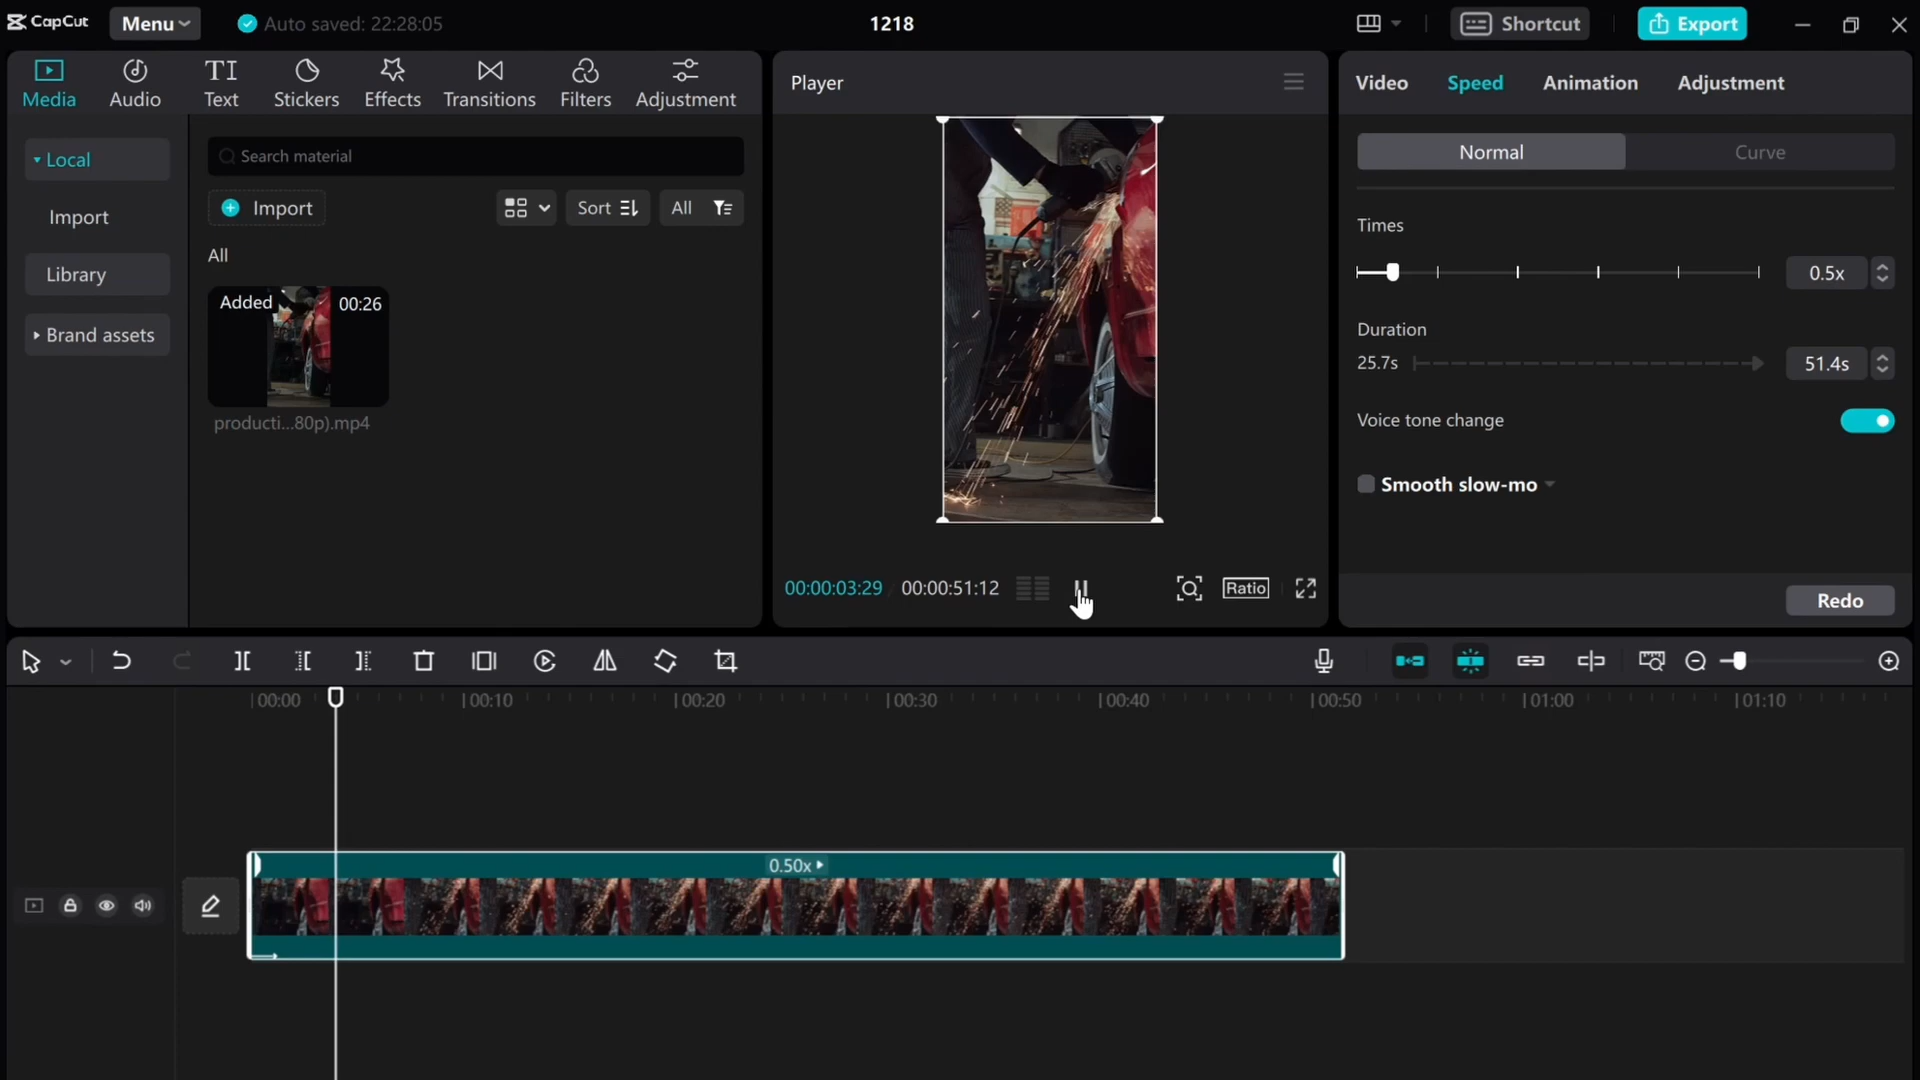 CapCut Menu Auto saved: 22:28:05 1218 Shortcut Export
Media Audio Text Stickers Effects Transitions Filters Adjustment
Local
Import
Library
Brand assets
Search material
Import Sort All
All
Added 00:26
producti...80p).mp4
Player
00:00:03:29 00:00:51:12 Ratio
Video Speed Animation Adjustment
Normal Curve
Times
0.5x
Duration
25.7s 51.4s
Voice tone change
Smooth slow-mo
Redo
00:00 00:10 00:20 00:30 00:40 00:50 01:00 01:10
0.50x